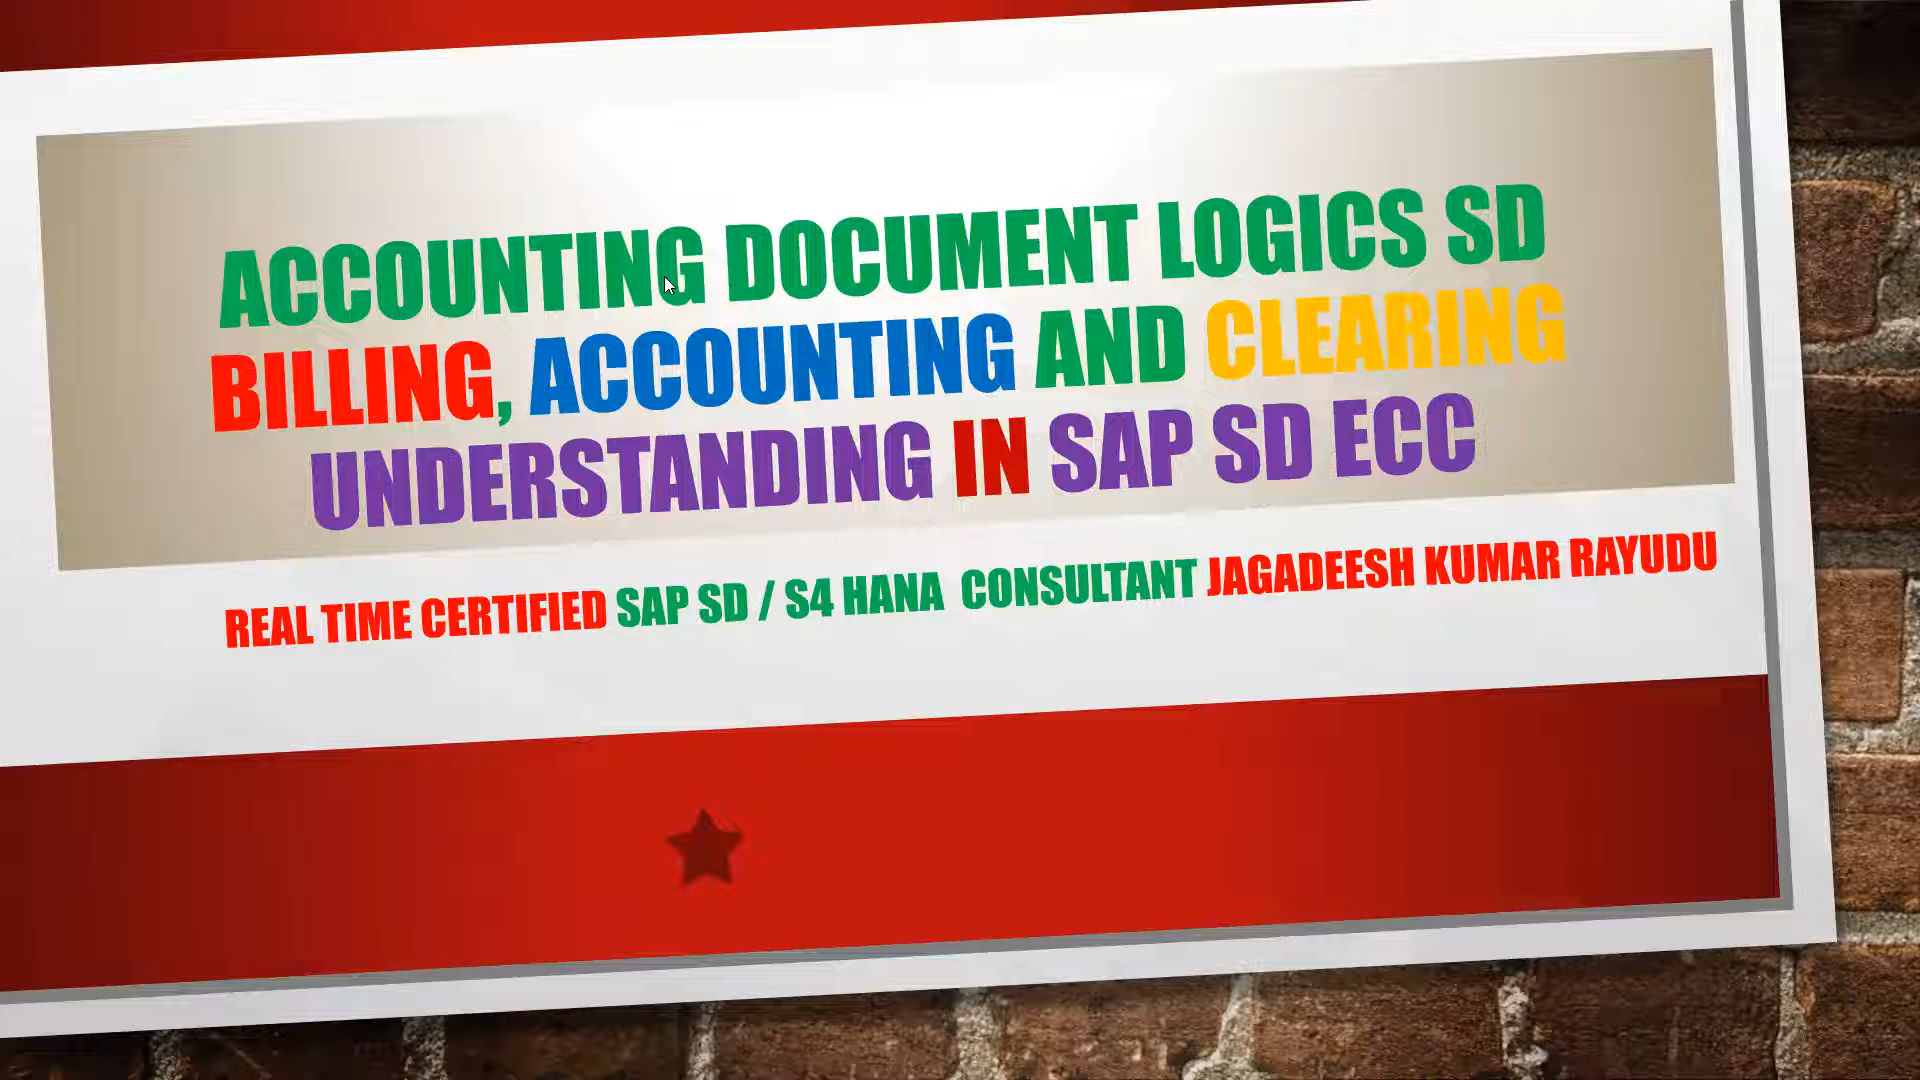 ACCOUNTING DOCUMENT LOGICS SD
BILLING, ACCOUNTING AND CLEARING
UNDERSTANDING IN SAP SD ECC
REAL TIME CERTIFIED SAP SD / S4 HANA CONSULTANT JAGADEESH KUMAR RAYUDU